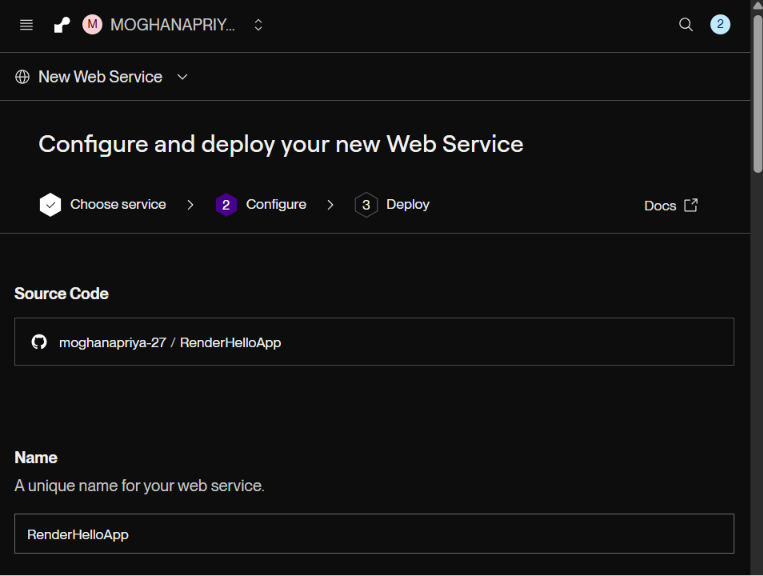 M MOGHANAPRIY... 2
New Web Service
Configure and deploy your new Web Service
Choose service 2 Configure 3 Deploy Docs
Source Code
moghanapriya-27 / RenderHelloApp
Name
A unique name for your web service.
RenderHelloApp